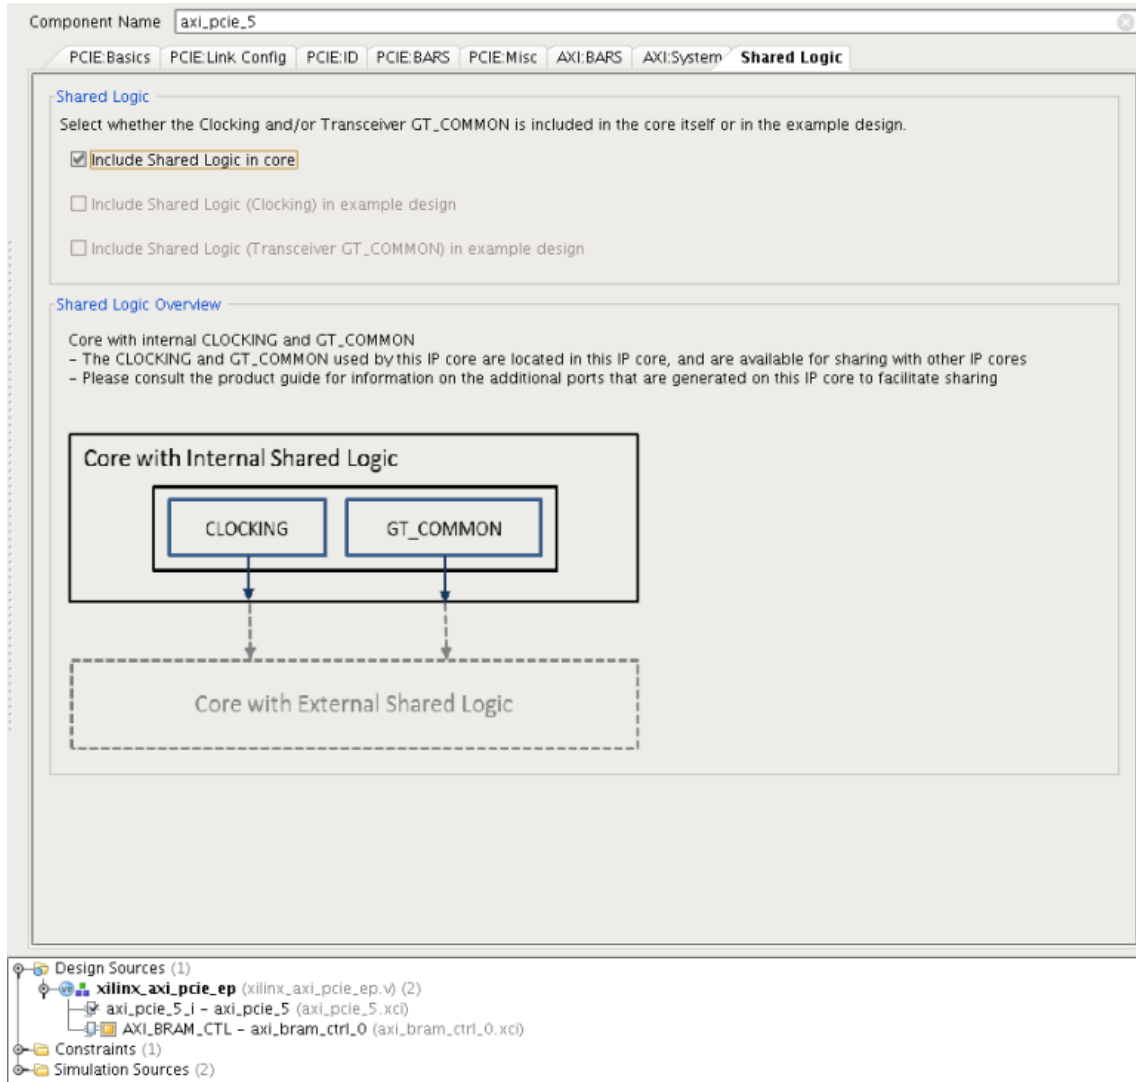 Component Name axi_pcie_5
PCIE:Basics PCIE:Link Config PCIE:ID PCIE:BARS PCIE:Misc AXI:BARS AXI:System Shared Logic
Shared Logic
Select whether the Clocking and/or Transceiver GT_COMMON is included in the core itself or in the example design.
Include Shared Logic in core
Include Shared Logic (Clocking) in example design
Include Shared Logic (Transceiver GT_COMMON) in example design
Shared Logic Overview
Core with internal CLOCKING and GT_COMMON
- The CLOCKING and GT_COMMON used by this IP core are located in this IP core, and are available for sharing with other IP cores
- Please consult the product guide for information on the additional ports that are generated on this IP core to facilitate sharing
Core with Internal Shared Logic
CLOCKING GT_COMMON
Core with External Shared Logic
Design Sources (1)
ve xilinx_axi_pcie_ep (xilinx_axi_pcie_ep.v) (2)
axi_pcie_5_i - axi_pcie_5 (axi_pcie_5.xci)
AXI_BRAM_CTL - axi_bram_ctrl_0 (axi_bram_ctrl_0.xci)
Constraints (1)
Simulation Sources (2)